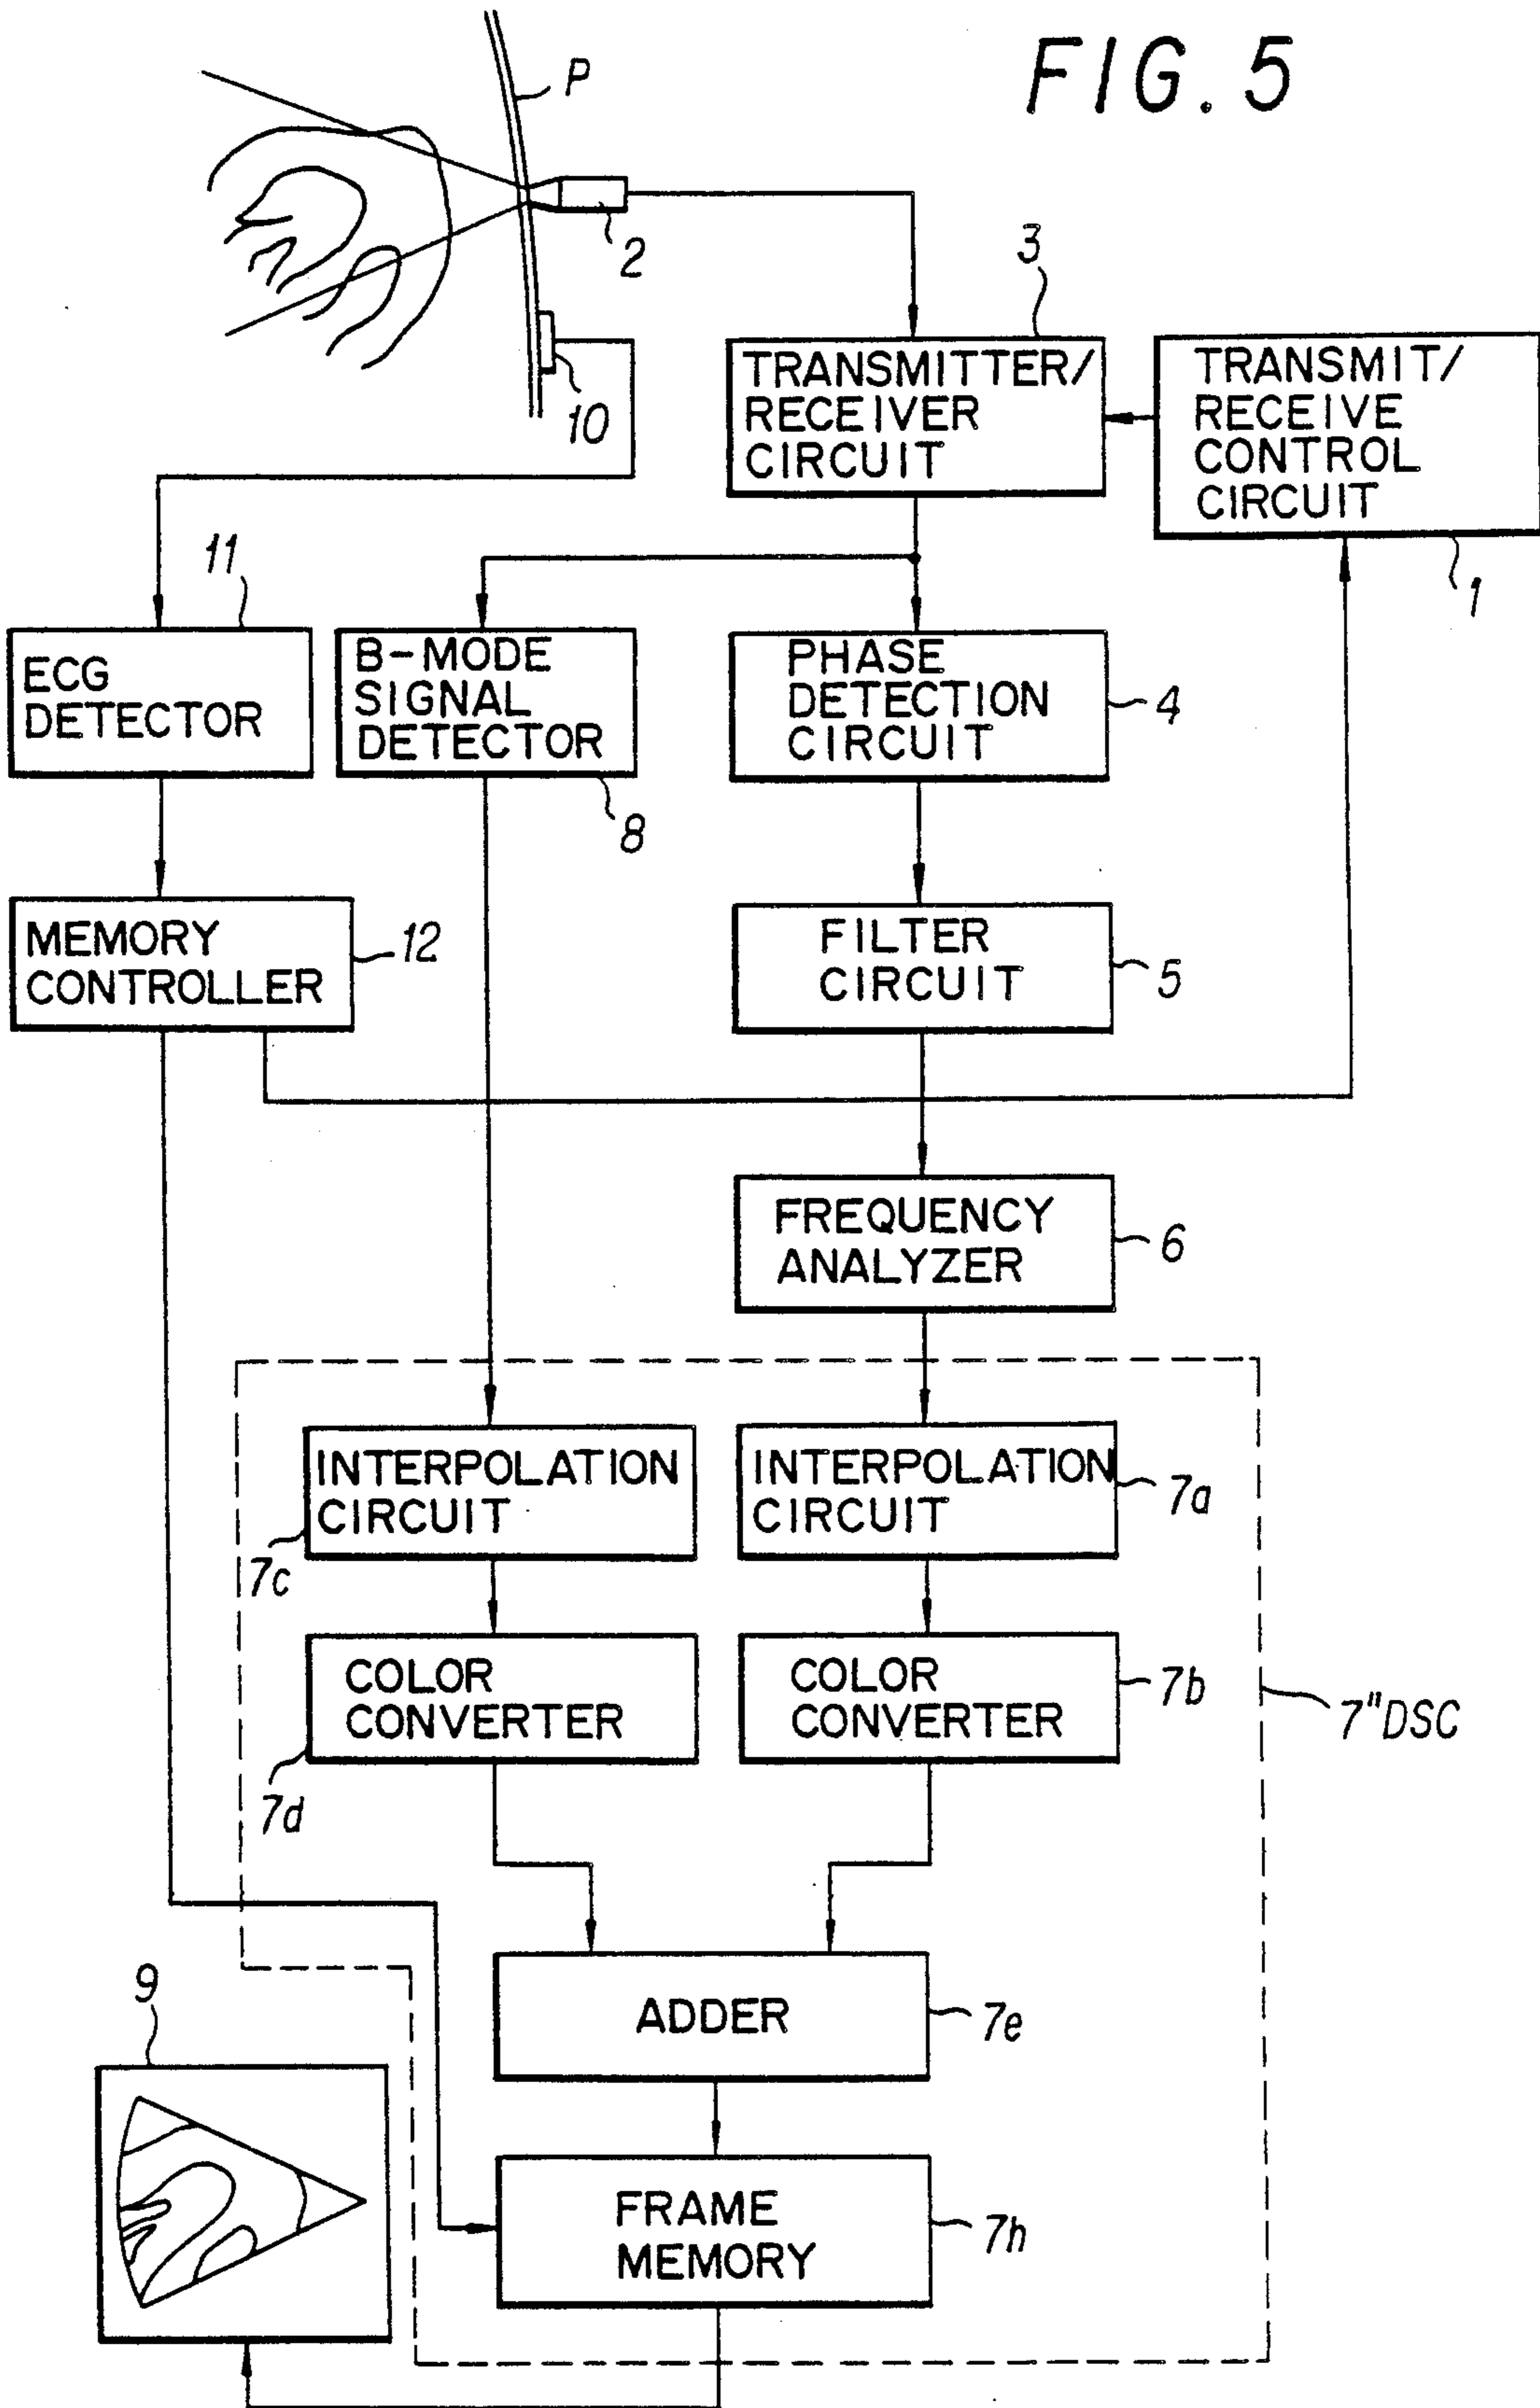 FIG. 5
P
2
3
10
TRANSMITTER/
RECEIVER
CIRCUIT
TRANSMIT/
RECEIVE
CONTROL
CIRCUIT
1
11
ECG
DETECTOR
B-MODE
SIGNAL
DETECTOR
8
PHASE
DETECTION
CIRCUIT
4
MEMORY
CONTROLLER
12
FILTER
CIRCUIT
5
FREQUENCY
ANALYZER
6
INTERPOLATION
CIRCUIT
7c
INTERPOLATION
CIRCUIT
7a
COLOR
CONVERTER
7d
COLOR
CONVERTER
7b
7"DSC
ADDER
7e
9
FRAME
MEMORY
7h